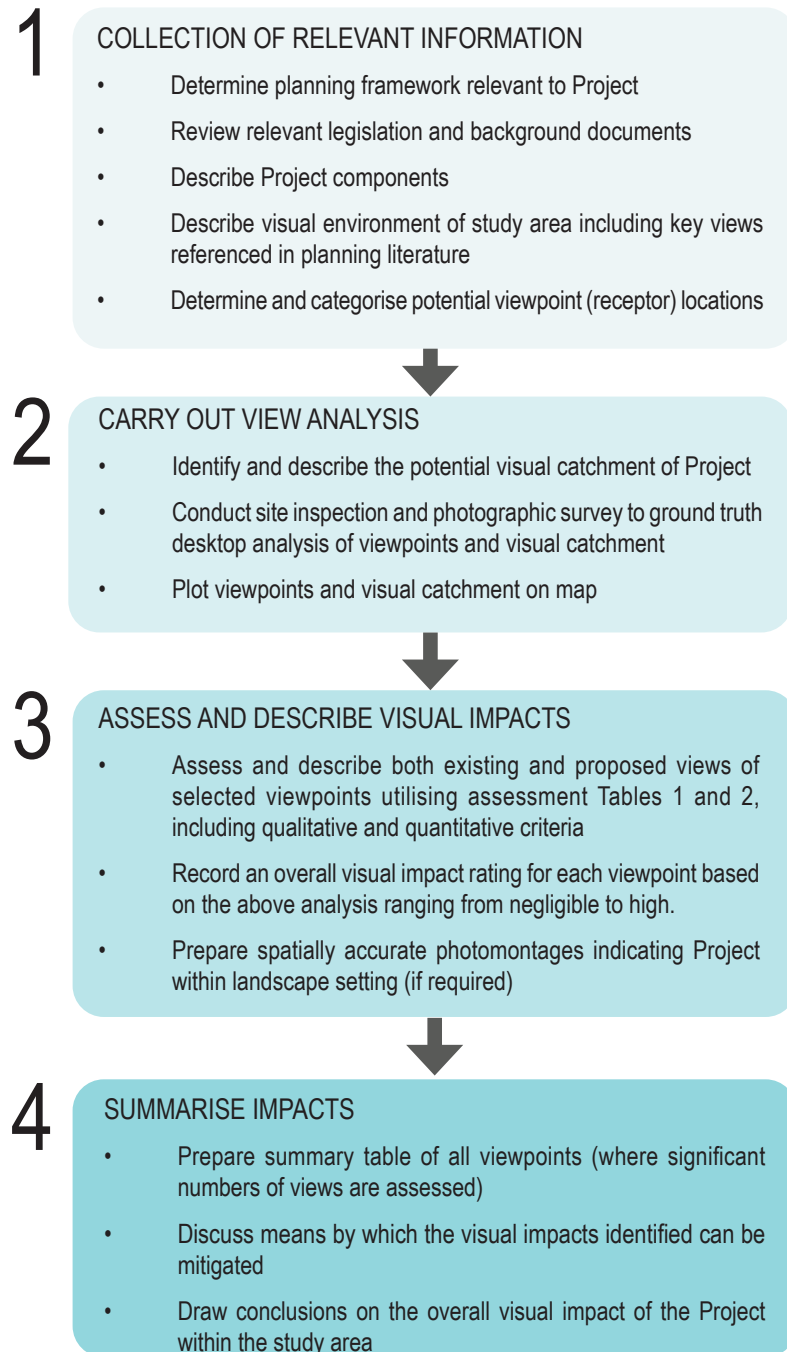 1
COLLECTION OF RELEVANT INFORMATION
• Determine planning framework relevant to Project
• Review relevant legislation and background documents
• Describe Project components
• Describe visual environment of study area including key views
referenced in planning literature
• Determine and categorise potential viewpoint (receptor) locations
2
CARRY OUT VIEW ANALYSIS
• Identify and describe the potential visual catchment of Project
• Conduct site inspection and photographic survey to ground truth
desktop analysis of viewpoints and visual catchment
• Plot viewpoints and visual catchment on map
3
ASSESS AND DESCRIBE VISUAL IMPACTS
• Assess and describe both existing and proposed views of
selected viewpoints utilising assessment Tables 1 and 2,
including qualitative and quantitative criteria
• Record an overall visual impact rating for each viewpoint based
on the above analysis ranging from negligible to high.
• Prepare spatially accurate photomontages indicating Project
within landscape setting (if required)
4
SUMMARISE IMPACTS
• Prepare summary table of all viewpoints (where significant
numbers of views are assessed)
• Discuss means by which the visual impacts identified can be
mitigated
• Draw conclusions on the overall visual impact of the Project
within the study area